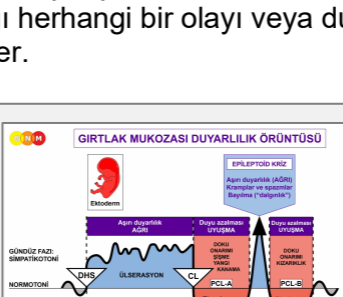 ı herhangi bir olayı veya du
er.
GNM
GIRTLAK MUKOZASI DUYARLILIK ÖRÜNTÜSÜ
EPİLEPTOİD KRİZ
Aşırı duyarlılık (AĞRI)
Kramplar ve spazmlar
Bayılma ("dalgınlık")
Ektoderm
Aşırı duyarlılık
AĞRI
Duyu azalması
UYUŞMA
Duyu azalması
UYUŞMA
GÜNDÜZ FAZI:
SİMPATİKOTONİ
DOKU
ONARIMI
ŞİŞME
YANGI
KANAMA
DOKU
ONARIMI
KIZARIKLIK
DHS
ÜLSERASYON
CL
PCL-A
PCL-B
NORMOTONİ